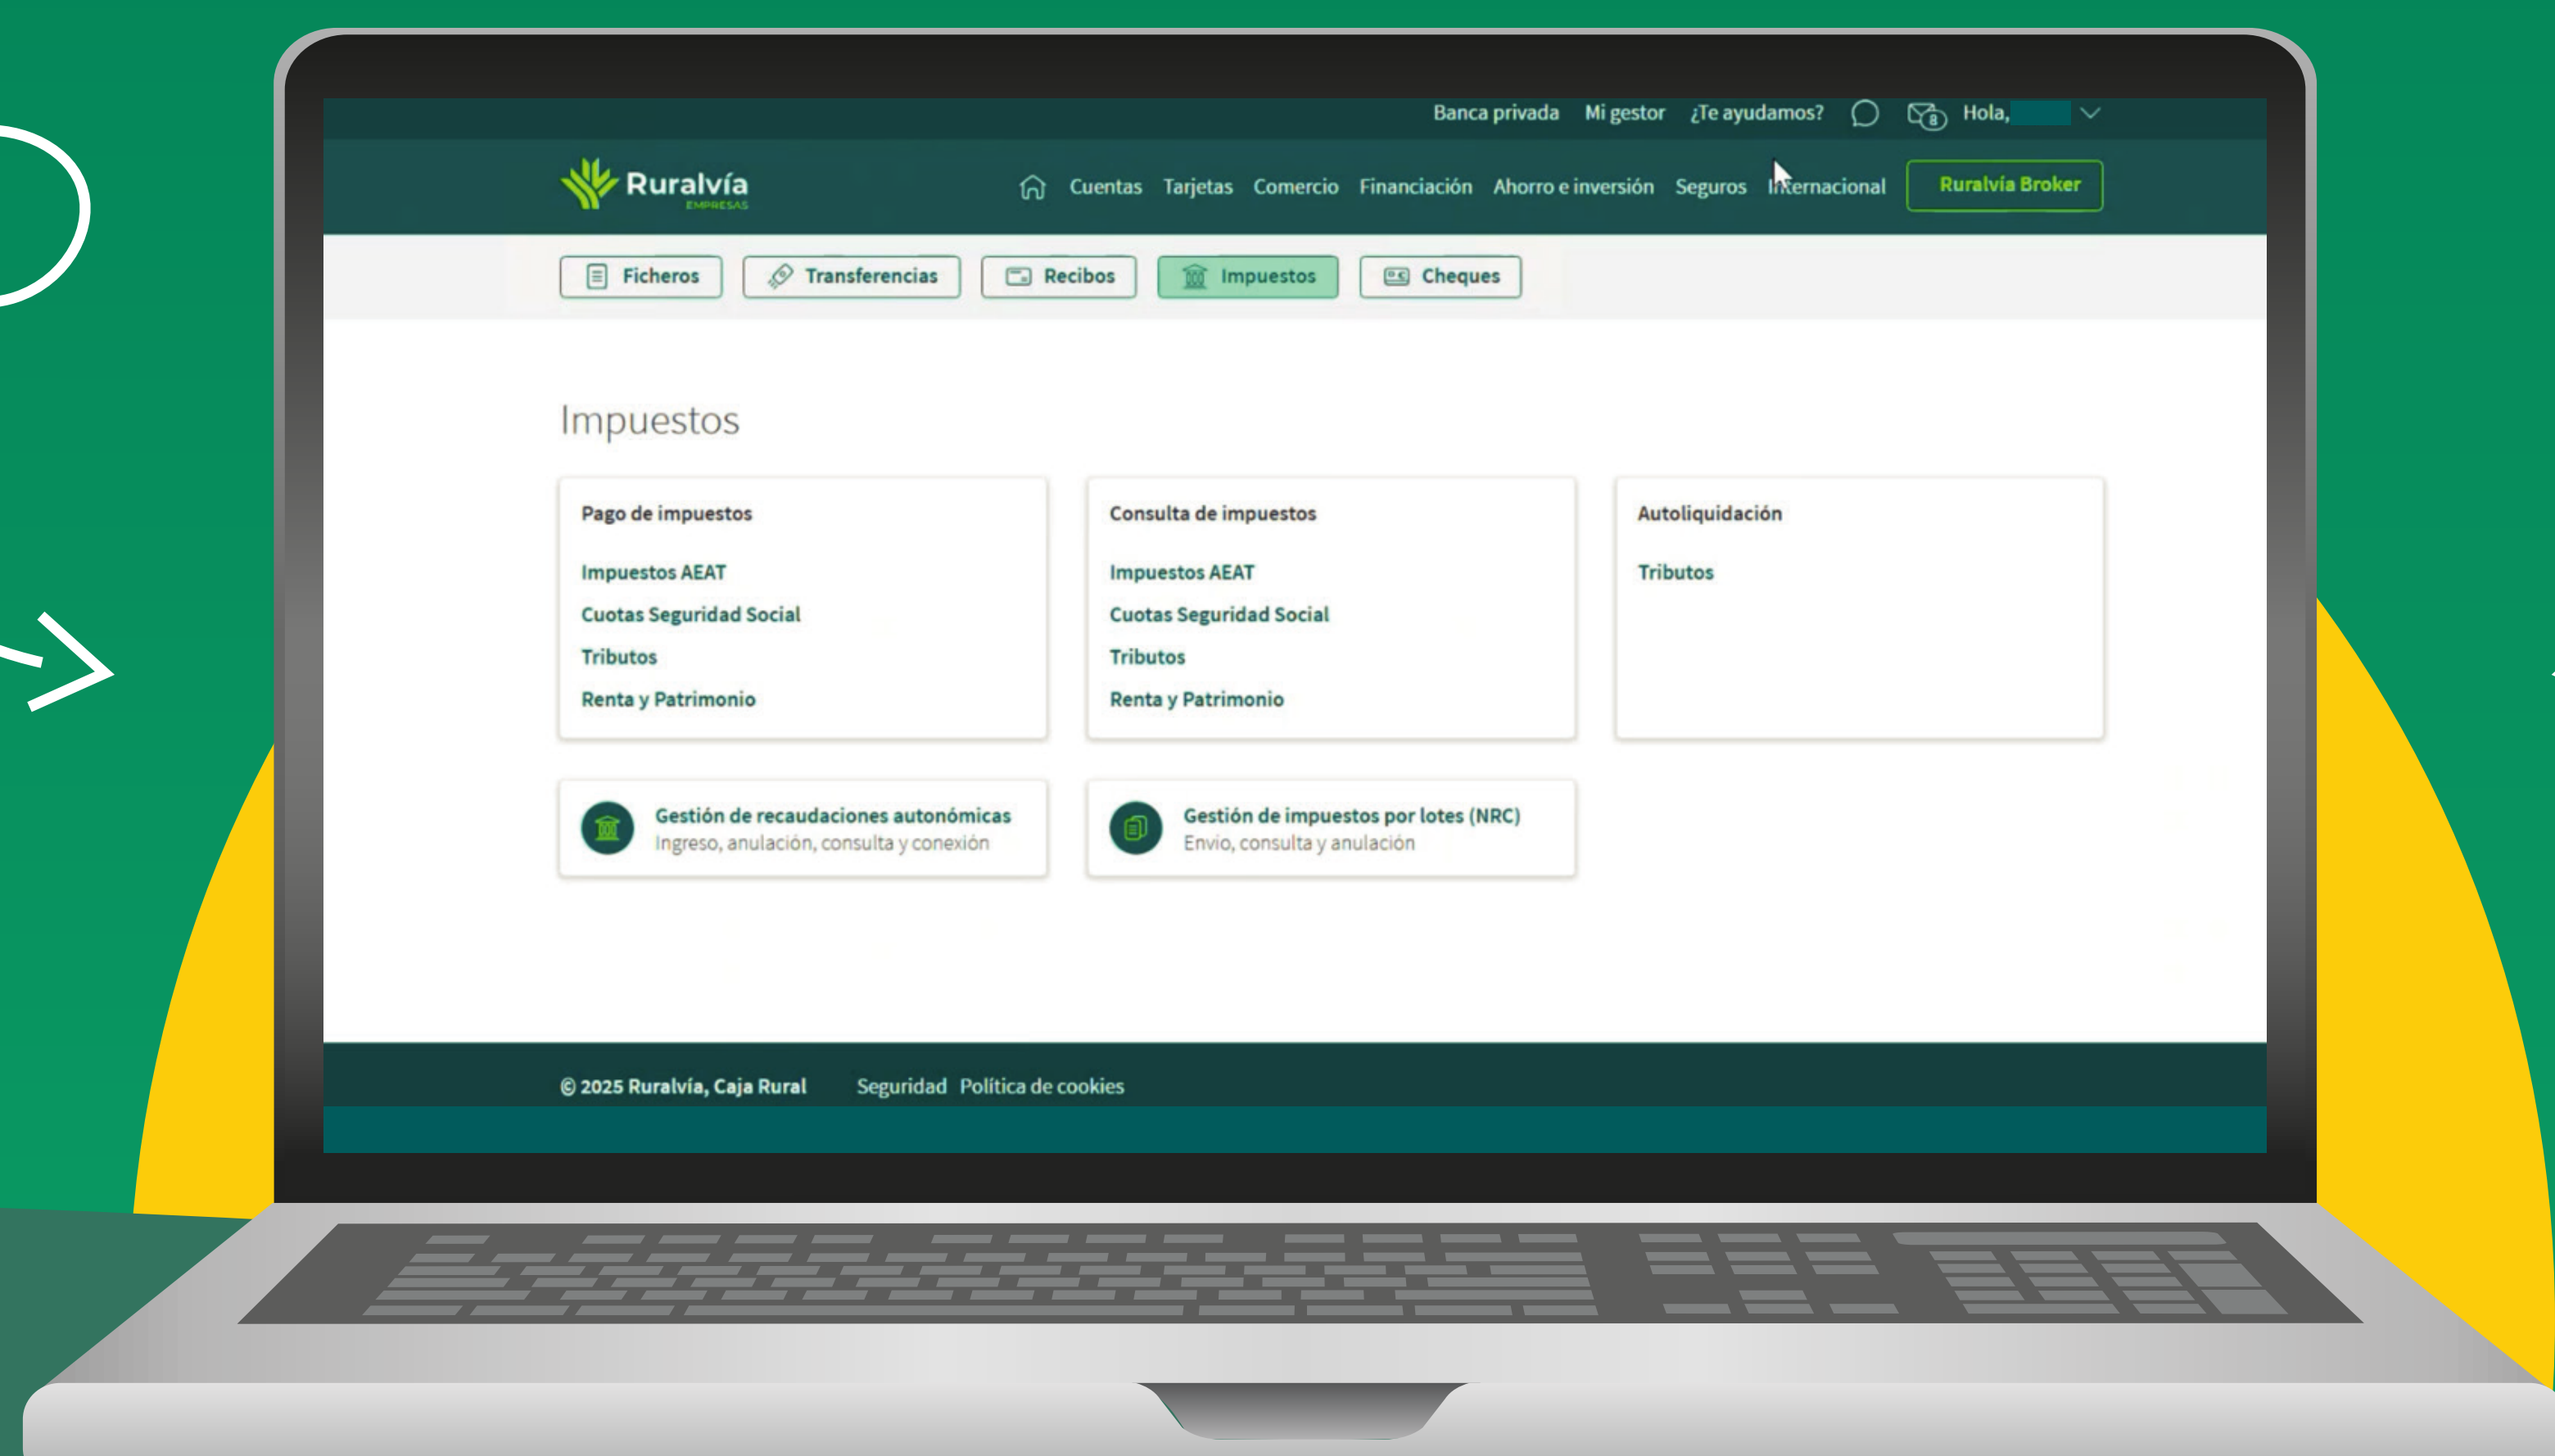 Banca privada Mi gestor ¿Te ayudamos? 8 Hola,
Ruralvía
EMPRESAS
Cuentas Tarjetas Comercio Financiación Ahorro e inversión Seguros Internacional Ruralvía Broker
Ficheros Transferencias Recibos Impuestos Cheques
Impuestos
Pago de impuestos
Impuestos AEAT
Cuotas Seguridad Social
Tributos
Renta y Patrimonio
Consulta de impuestos
Impuestos AEAT
Cuotas Seguridad Social
Tributos
Renta y Patrimonio
Autoliquidación
Tributos
Gestión de recaudaciones autonómicas
Ingreso, anulación, consulta y conexión
Gestión de impuestos por lotes (NRC)
Envío, consulta y anulación
© 2025 Ruralvía, Caja Rural Seguridad Política de cookies